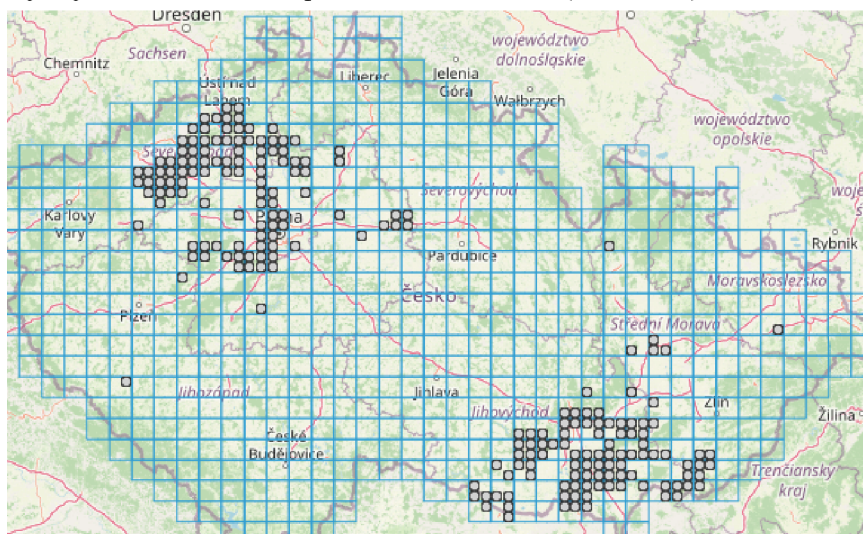 Dresden
Chemnitz
Sachsen
województwo
dolnośląskie
Liberec
Jelenia
Góra
Ústí nad
Labem
Wałbrzych
województwo
opolskie
Severovýchod
Karlovy
Vary
Praha
Pardubice
Rybnik
Moravskoslezsko
Česko
Plzeň
Střední Morava
Jihozápad
Jihlava
Jihovýchod
Zlín
Žilina
České
Budějovice
Trenčiansky
kraj